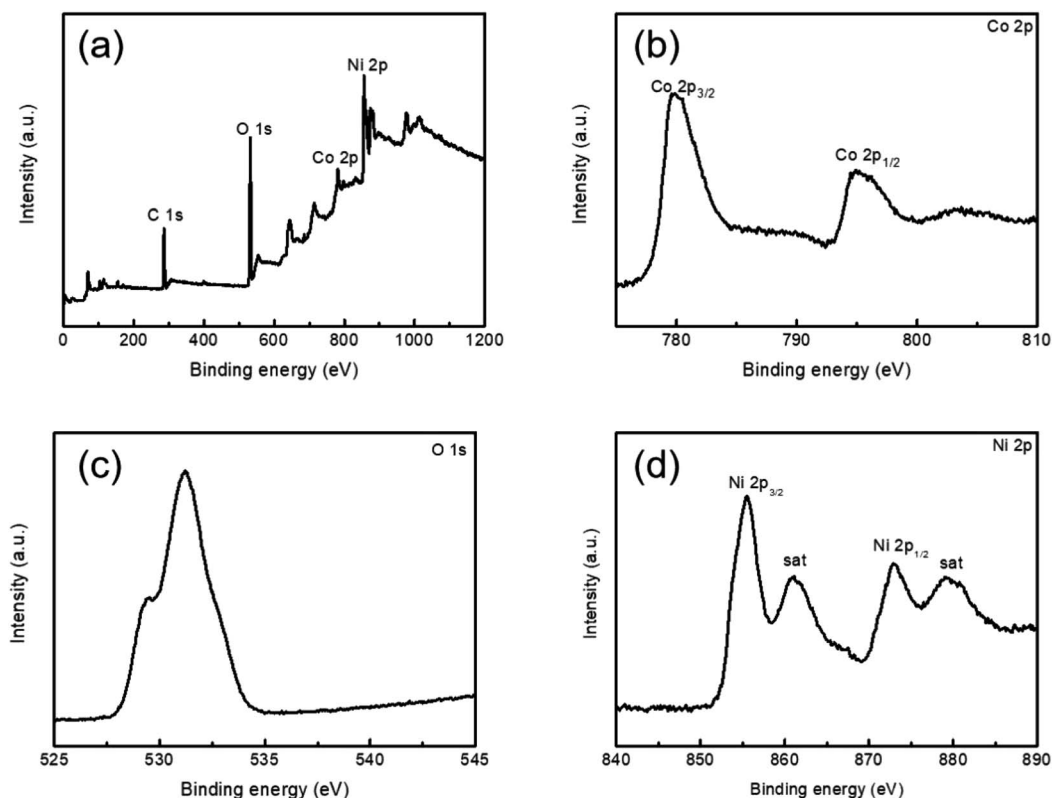 (a)
Ni 2p
O 1s
Co 2p
C 1s
Intensity (a.u.)
0 200 400 600 800 1000 1200
Binding energy (eV)
(b)
Co 2p
Co 2p3/2
Co 2p1/2
Intensity (a.u.)
780 790 800 810
Binding energy (eV)
(c)
O 1s
Intensity (a.u.)
525 530 535 540 545
Binding energy (eV)
(d)
Ni 2p
Ni 2p3/2
sat
Ni 2p1/2
sat
Intensity (a.u.)
840 850 860 870 880 890
Binding energy (eV)